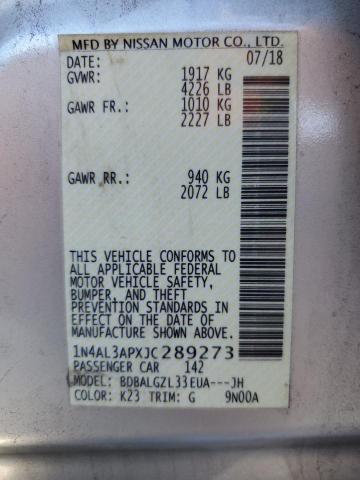 MFD BY NISSAN MOTOR CO., LTD.
DATE: 07/18
GVWR: 1917 KG
4226 LB
GAWR FR.: 1010 KG
2227 LB
GAWR RR.: 940 KG
2072 LB
THIS VEHICLE CONFORMS TO
ALL APPLICABLE FEDERAL
MOTOR VEHICLE SAFETY,
BUMPER, AND THEFT
PREVENTION STANDARDS IN
EFFECT ON THE DATE OF
MANUFACTURE SHOWN ABOVE.
1N4AL3APXJC289273
PASSENGER CAR 142
MODEL: BDBALGZL33EUA---JH
COLOR: K23 TRIM: G 9N00A